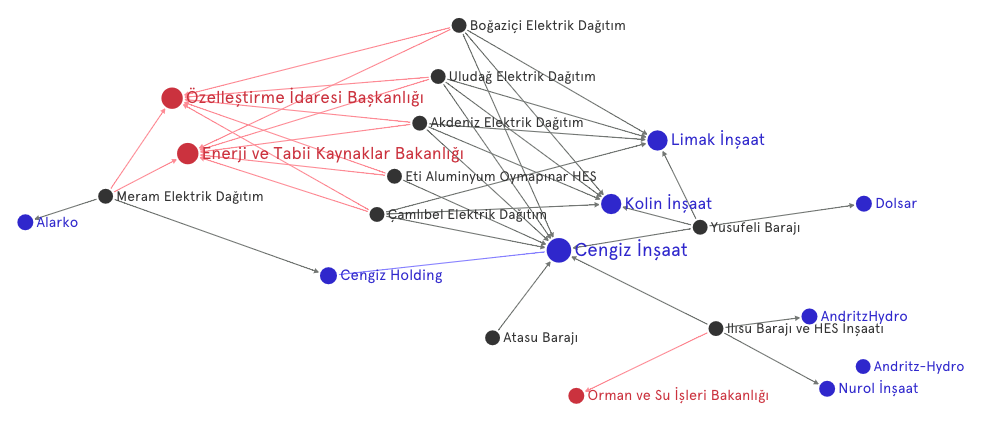 Boğaziçi Elektrik Dağıtım
Uludağ Elektrik Dağıtım
Özelleştirme İdaresi Başkanlığı
Akdeniz Elektrik Dağıtım
Limak İnşaat
Enerji ve Tabii Kaynaklar Bakanlığı
Eti Aluminyum Oymapınar HES
Meram Elektrik Dağıtım
Kolin İnşaat
Dolsar
Çamlıbel Elektrik Dağıtım
Alarko
Yusufeli Barajı
Cengiz İnşaat
Cengiz Holding
AndritzHydro
Ilısu Barajı ve HES İnşaatı
Atasu Barajı
Andritz-Hydro
Nurol İnşaat
Orman ve Su İşleri Bakanlığı